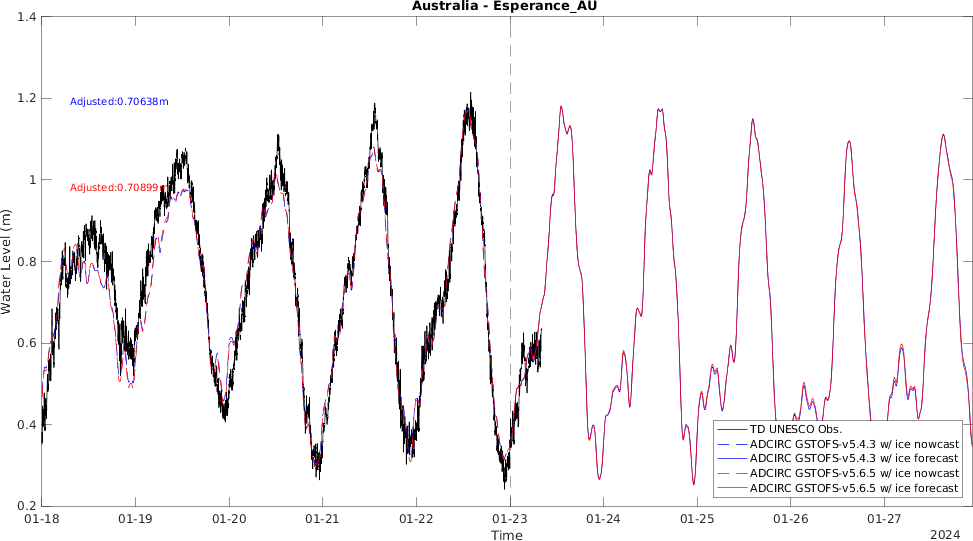 Australia - Esperance_AU
1.4
1.2
1
0.8
0.6
0.4
0.2
Water Level (m)
Adjusted:0.70638m
Adjusted:0.70899m
TD UNESCO Obs.
ADCIRC GSTOFS-v5.4.3 w/ ice nowcast
ADCIRC GSTOFS-v5.4.3 w/ ice forecast
ADCIRC GSTOFS-v5.6.5 w/ ice nowcast
ADCIRC GSTOFS-v5.6.5 w/ ice forecast
01-18 01-19 01-20 01-21 01-22 01-23 01-24 01-25 01-26 01-27
Time
2024